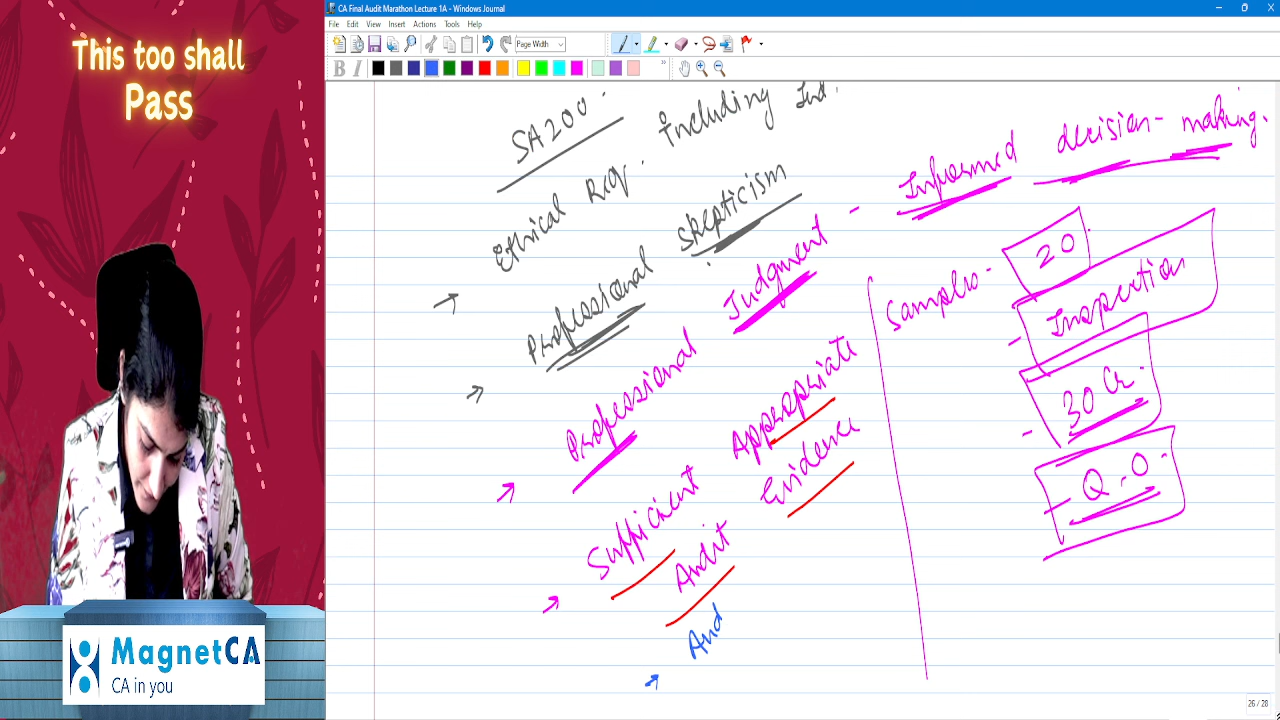 This too shall
Pass
MagnetCA
CA in you
CA Final Audit Marathon Lecture 1A - Windows Journal
File Edit View Insert Actions Tools Help
Page Width
B I
SA200.
Ethical Req. Including Ind.
→ Professional skepticism
→ Professional Judgment - Informed decision-making.
→ Sufficient Appropriate
Audit Evidence
→ And
Samples - 20
- Inspection
- 30 Cr.
- Q.O.
26 / 28